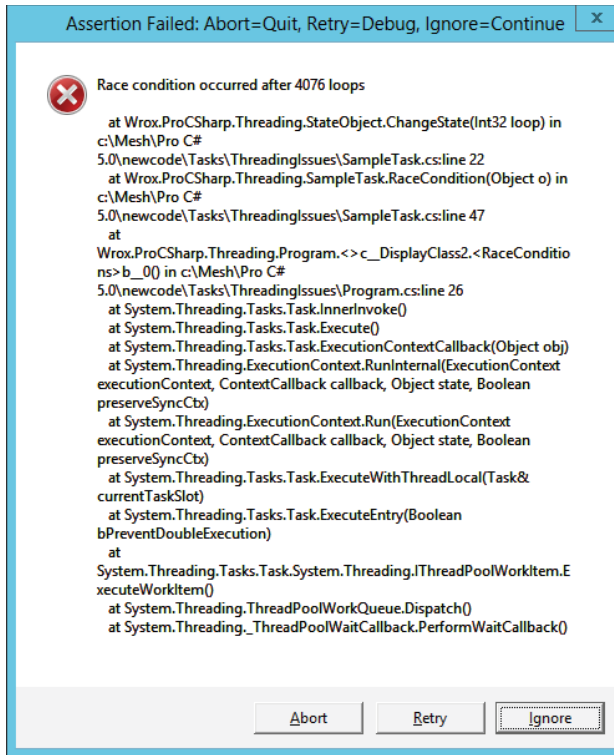 Assertion Failed: Abort=Quit, Retry=Debug, Ignore=Continue
x
Race condition occurred after 4076 loops
at Wrox.ProCSharp.Threading.StateObject.ChangeState(Int32 loop) in
c:\Mesh\Pro C#
5.0\newcode\Tasks\ThreadingIssues\SampleTask.cs:line 22
at Wrox.ProCSharp.Threading.SampleTask.RaceCondition(Object o) in
c:\Mesh\Pro C#
5.0\newcode\Tasks\ThreadingIssues\SampleTask.cs:line 47
at
Wrox.ProCSharp.Threading.Program.<>c__DisplayClass2.<RaceConditio
ns>b__0() in c:\Mesh\Pro C#
5.0\newcode\Tasks\ThreadingIssues\Program.cs:line 26
at System.Threading.Tasks.Task.InnerInvoke()
at System.Threading.Tasks.Task.Execute()
at System.Threading.Tasks.Task.ExecutionContextCallback(Object obj)
at System.Threading.ExecutionContext.RunInternal(ExecutionContext
executionContext, ContextCallback callback, Object state, Boolean
preserveSyncCtx)
at System.Threading.ExecutionContext.Run(ExecutionContext
executionContext, ContextCallback callback, Object state, Boolean
preserveSyncCtx)
at System.Threading.Tasks.Task.ExecuteWithThreadLocal(Task&
currentTaskSlot)
at System.Threading.Tasks.Task.ExecuteEntry(Boolean
bPreventDoubleExecution)
at
System.Threading.Tasks.Task.System.Threading.IThreadPoolWorkItem.E
xecuteWorkItem()
at System.Threading.ThreadPoolWorkQueue.Dispatch()
at System.Threading._ThreadPoolWaitCallback.PerformWaitCallback()
Abort
Retry
Ignore